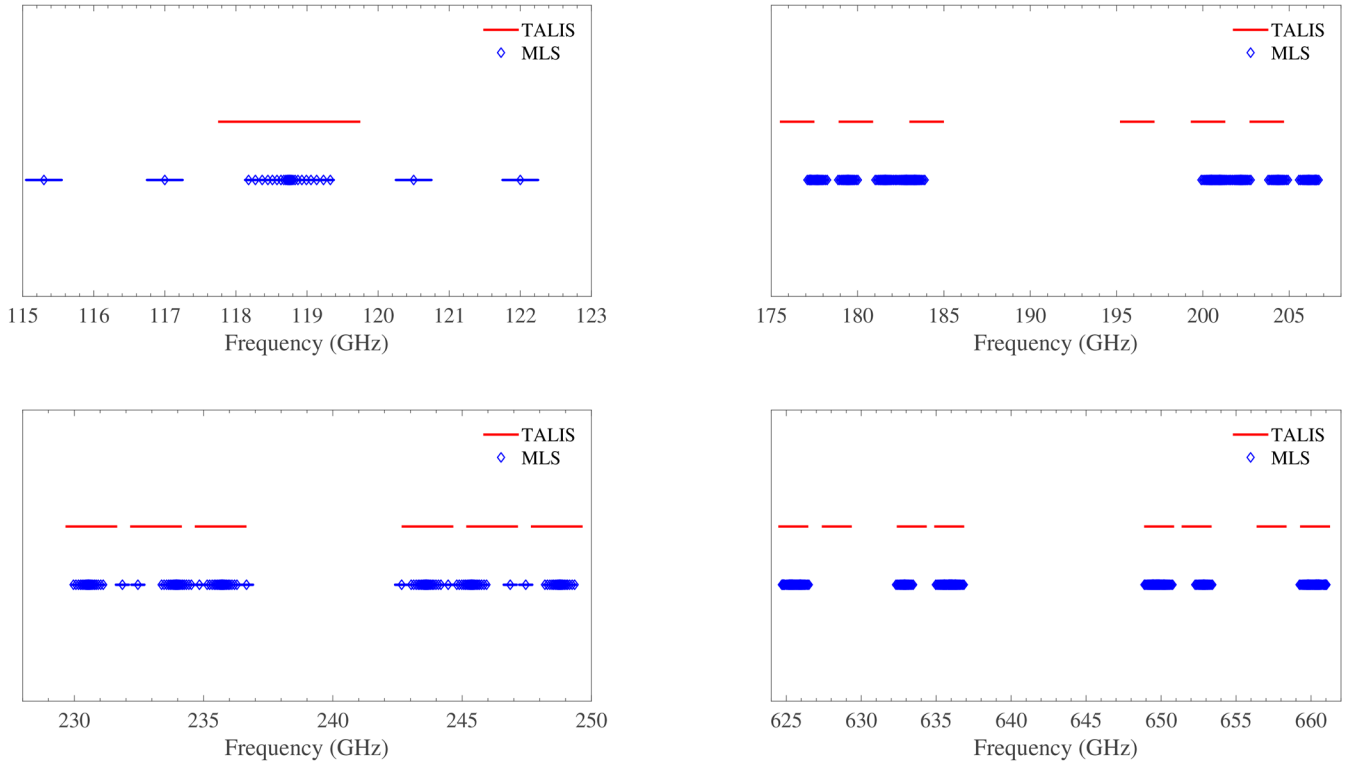 TALIS
MLS
115 116 117 118 119 120 121 122 123
Frequency (GHz)
TALIS
MLS
175 180 185 190 195 200 205
Frequency (GHz)
TALIS
MLS
230 235 240 245 250
Frequency (GHz)
TALIS
MLS
625 630 635 640 645 650 655 660
Frequency (GHz)